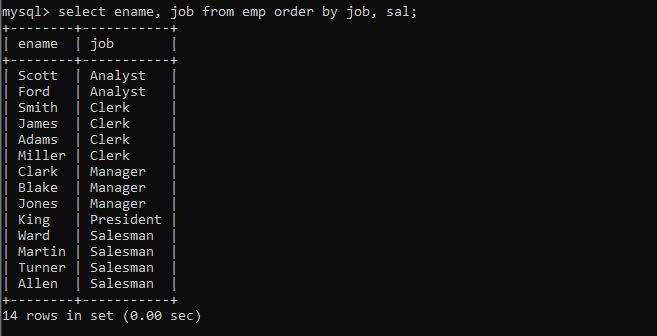 mysql> select ename, job from emp order by job, sal;
+--------+-----------+
| ename  | job       |
+--------+-----------+
| Scott  | Analyst   |
| Ford   | Analyst   |
| Smith  | Clerk     |
| James  | Clerk     |
| Adams  | Clerk     |
| Miller | Clerk     |
| Clark  | Manager   |
| Blake  | Manager   |
| Jones  | Manager   |
| King   | President |
| Ward   | Salesman  |
| Martin | Salesman  |
| Turner | Salesman  |
| Allen  | Salesman  |
+--------+-----------+
14 rows in set (0.00 sec)